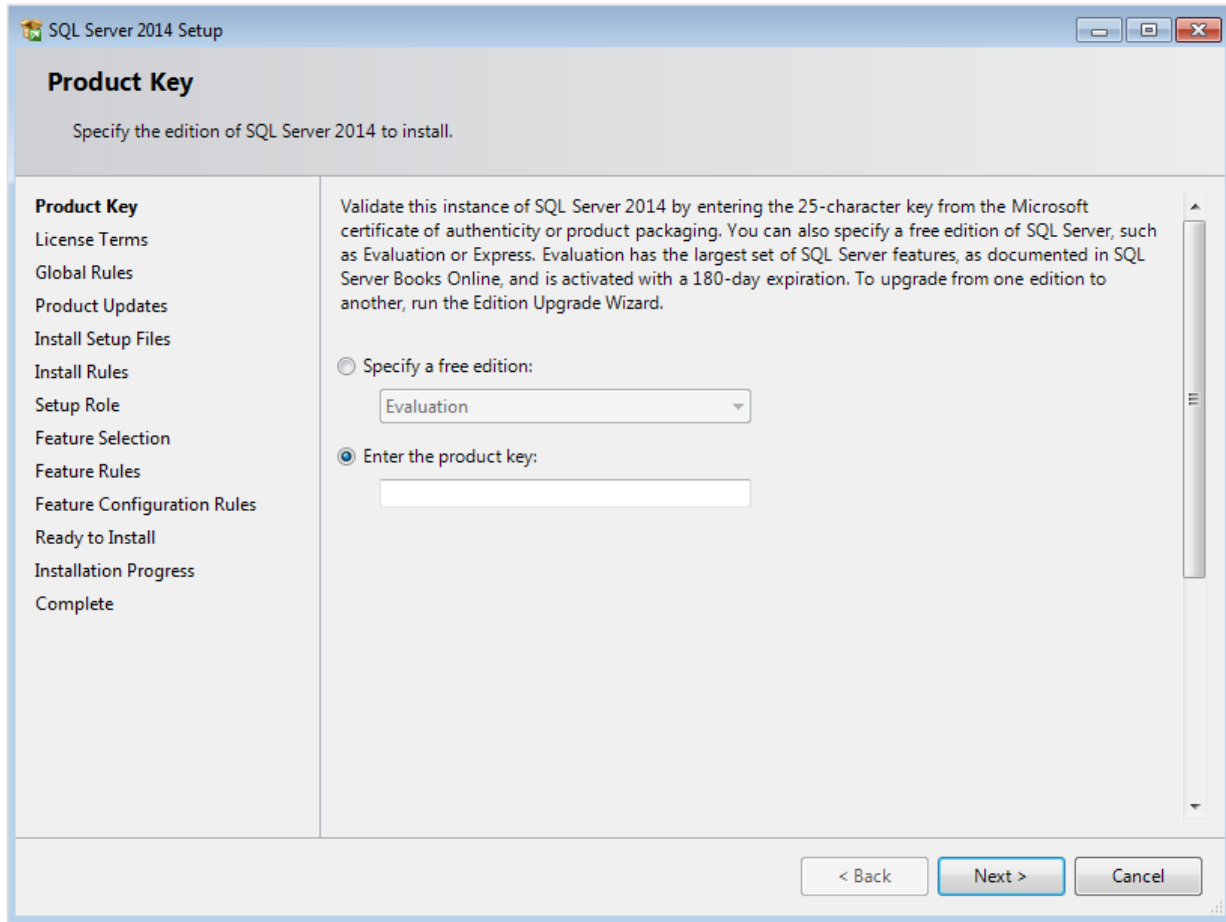 SQL Server 2014 Setup
Product Key
Specify the edition of SQL Server 2014 to install.
Product Key
License Terms
Global Rules
Product Updates
Install Setup Files
Install Rules
Setup Role
Feature Selection
Feature Rules
Feature Configuration Rules
Ready to Install
Installation Progress
Complete
Validate this instance of SQL Server 2014 by entering the 25-character key from the Microsoft
certificate of authenticity or product packaging. You can also specify a free edition of SQL Server, such
as Evaluation or Express. Evaluation has the largest set of SQL Server features, as documented in SQL
Server Books Online, and is activated with a 180-day expiration. To upgrade from one edition to
another, run the Edition Upgrade Wizard.
Specify a free edition:
Evaluation
Enter the product key:
< Back
Next >
Cancel